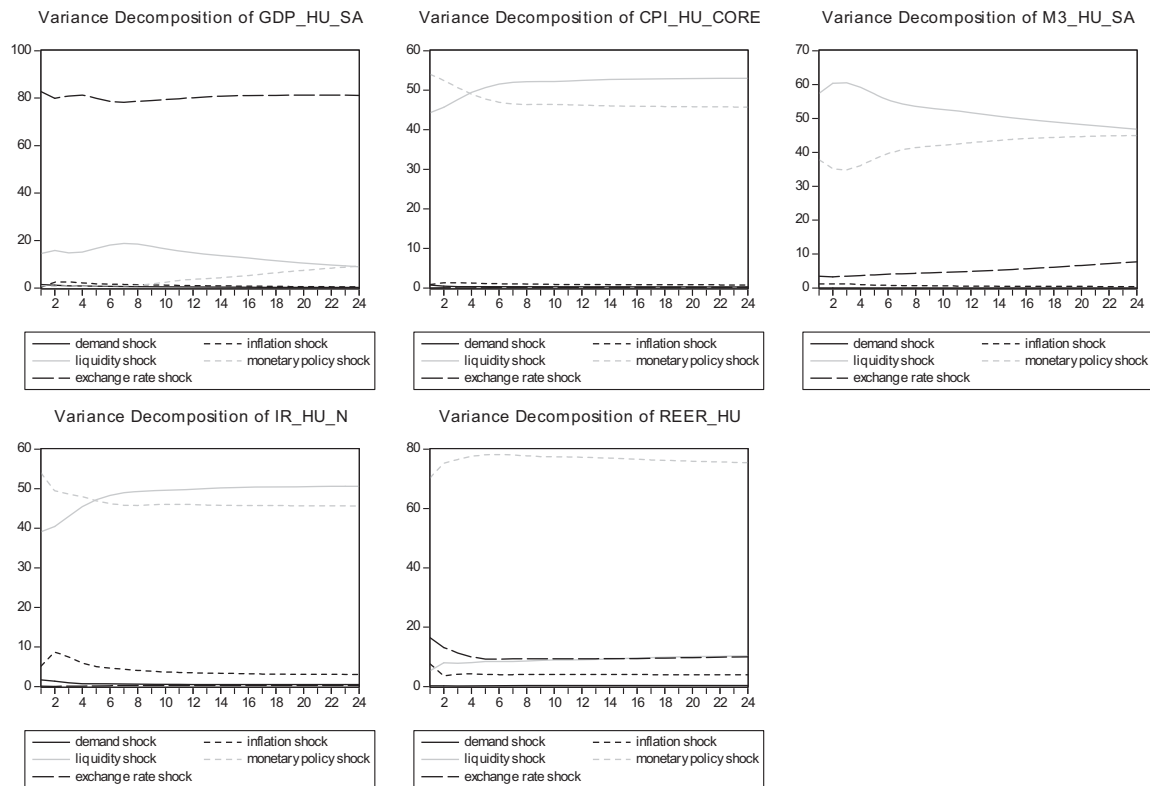 Variance Decomposition of GDP_HU_SA
100
80
60
40
20
0
2 4 6 8 10 12 14 16 18 20 22 24
demand shock inflation shock
liquidity shock monetary policy shock
exchange rate shock
Variance Decomposition of CPI_HU_CORE
60
50
40
30
20
10
0
2 4 6 8 10 12 14 16 18 20 22 24
demand shock inflation shock
liquidity shock monetary policy shock
exchange rate shock
Variance Decomposition of M3_HU_SA
70
60
50
40
30
20
10
0
2 4 6 8 10 12 14 16 18 20 22 24
demand shock inflation shock
liquidity shock monetary policy shock
exchange rate shock
Variance Decomposition of IR_HU_N
60
50
40
30
20
10
0
2 4 6 8 10 12 14 16 18 20 22 24
demand shock inflation shock
liquidity shock monetary policy shock
exchange rate shock
Variance Decomposition of REER_HU
80
60
40
20
0
2 4 6 8 10 12 14 16 18 20 22 24
demand shock inflation shock
liquidity shock monetary policy shock
exchange rate shock